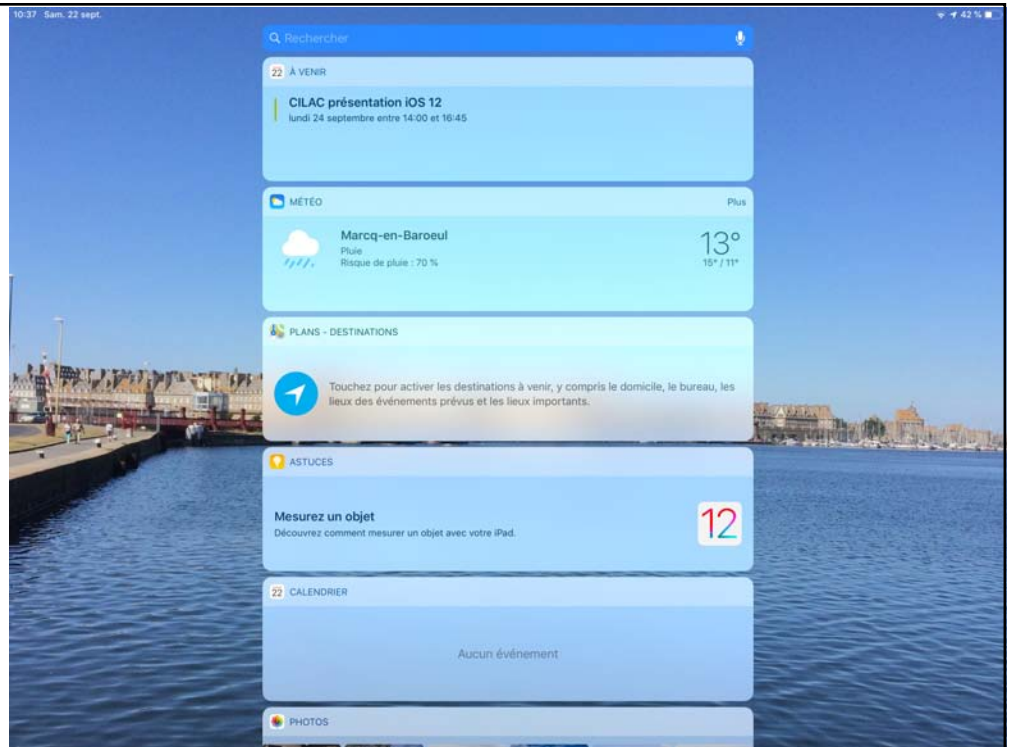 10:37 Sam. 22 sept.
42 %
Rechercher
22 À VENIR
CILAC présentation iOS 12
lundi 24 septembre entre 14:00 et 16:45
MÉTÉO Plus
Marcq-en-Baroeul
13°
Pluie
Risque de pluie : 70 %
15° / 11°
PLANS - DESTINATIONS
Touchez pour activer les destinations à venir, y compris le domicile, le bureau, les
lieux des événements prévus et les lieux importants.
ASTUCES
Mesurez un objet
12
Découvrez comment mesurer un objet avec votre iPad.
22 CALENDRIER
Aucun événement
PHOTOS